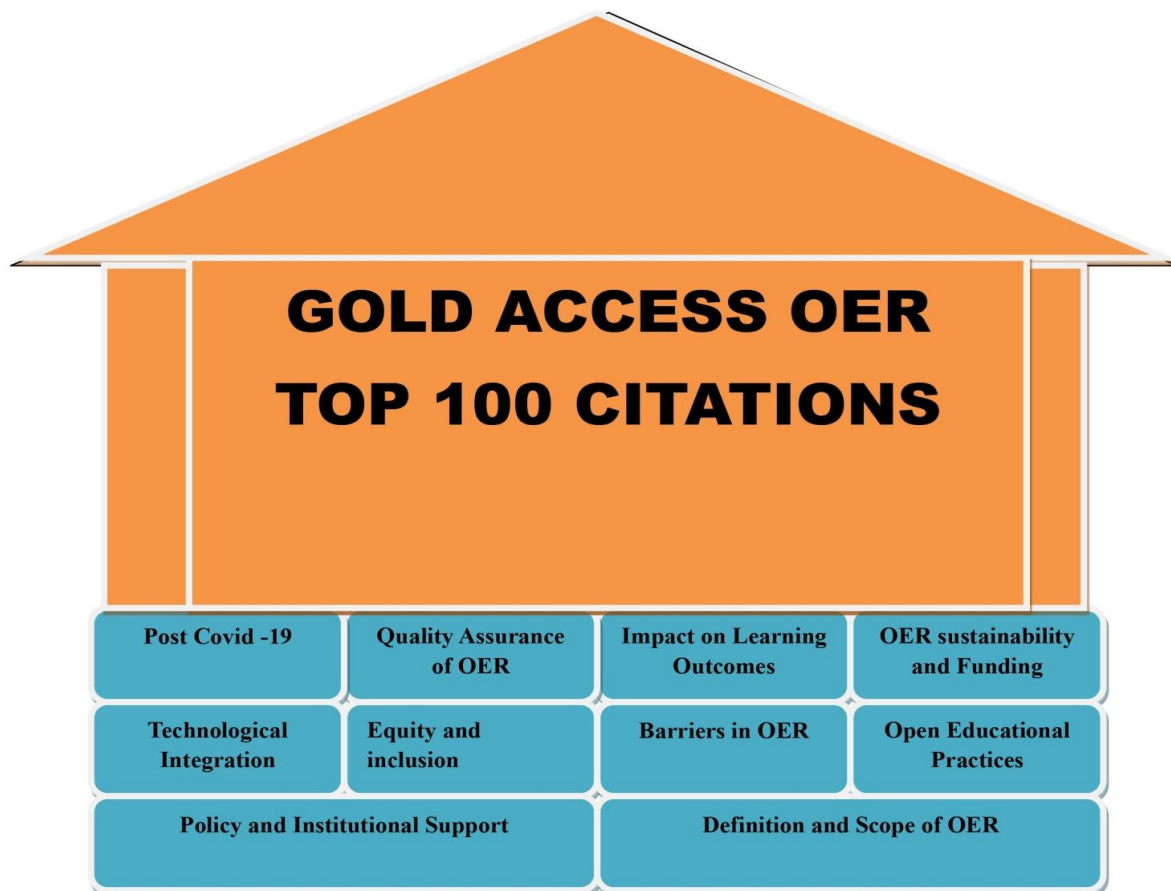 GOLD ACCESS OER
TOP 100 CITATIONS
Post Covid -19
Quality Assurance
of OER
Impact on Learning
Outcomes
OER sustainability
and Funding
Technological
Integration
Equity and
inclusion
Barriers in OER
Open Educational
Practices
Policy and Institutional Support
Definition and Scope of OER